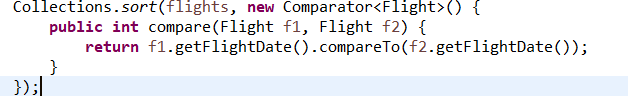 Collections.sort(flights, new Comparator<Flight>() {
    public int compare(Flight f1, Flight f2) {
        return f1.getFlightDate().compareTo(f2.getFlightDate());
    }
});